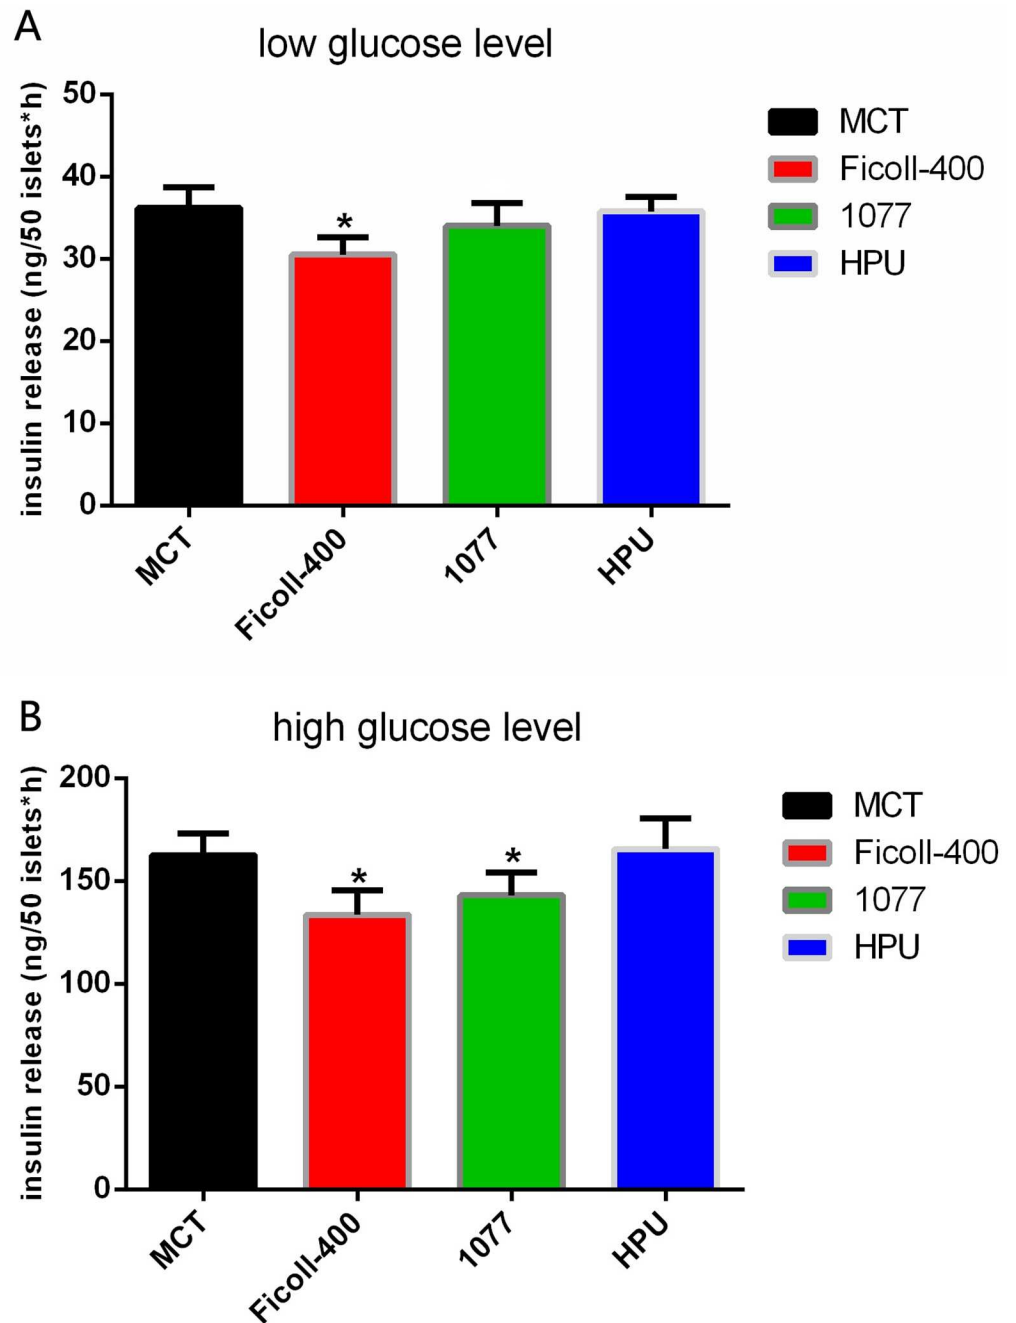 A
low glucose level
insulin release (ng/50 islets*h)
50
40
30
20
10
0
*
MCT
Ficoll-400
1077
HPU
MCT
Ficoll-400
1077
HPU
B
high glucose level
insulin release (ng/50 islets*h)
200
150
100
50
0
*
*
MCT
Ficoll-400
1077
HPU
MCT
Ficoll-400
1077
HPU